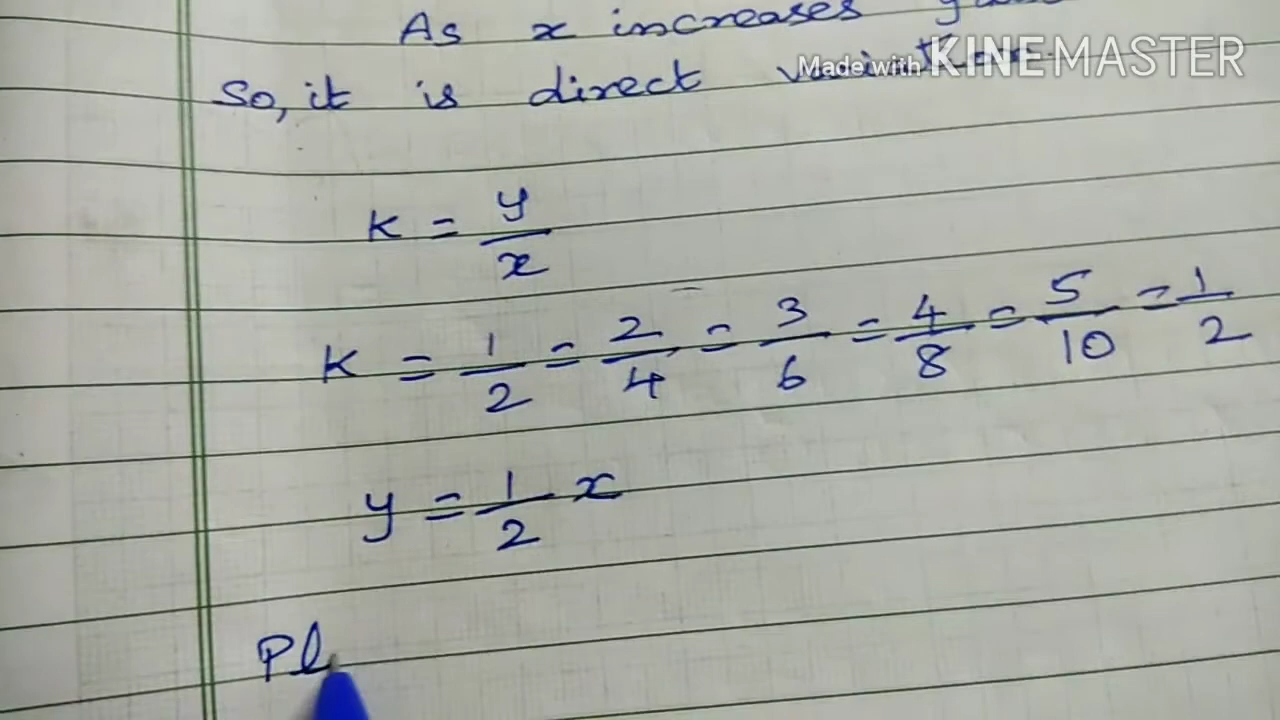 As x increases
Made with KINEMASTER
So, it is direct variation
K = y/x
K = 1/2 = 2/4 = 3/6 = 4/8 = 5/10 = 1/2
y = 1/2 x
Pl